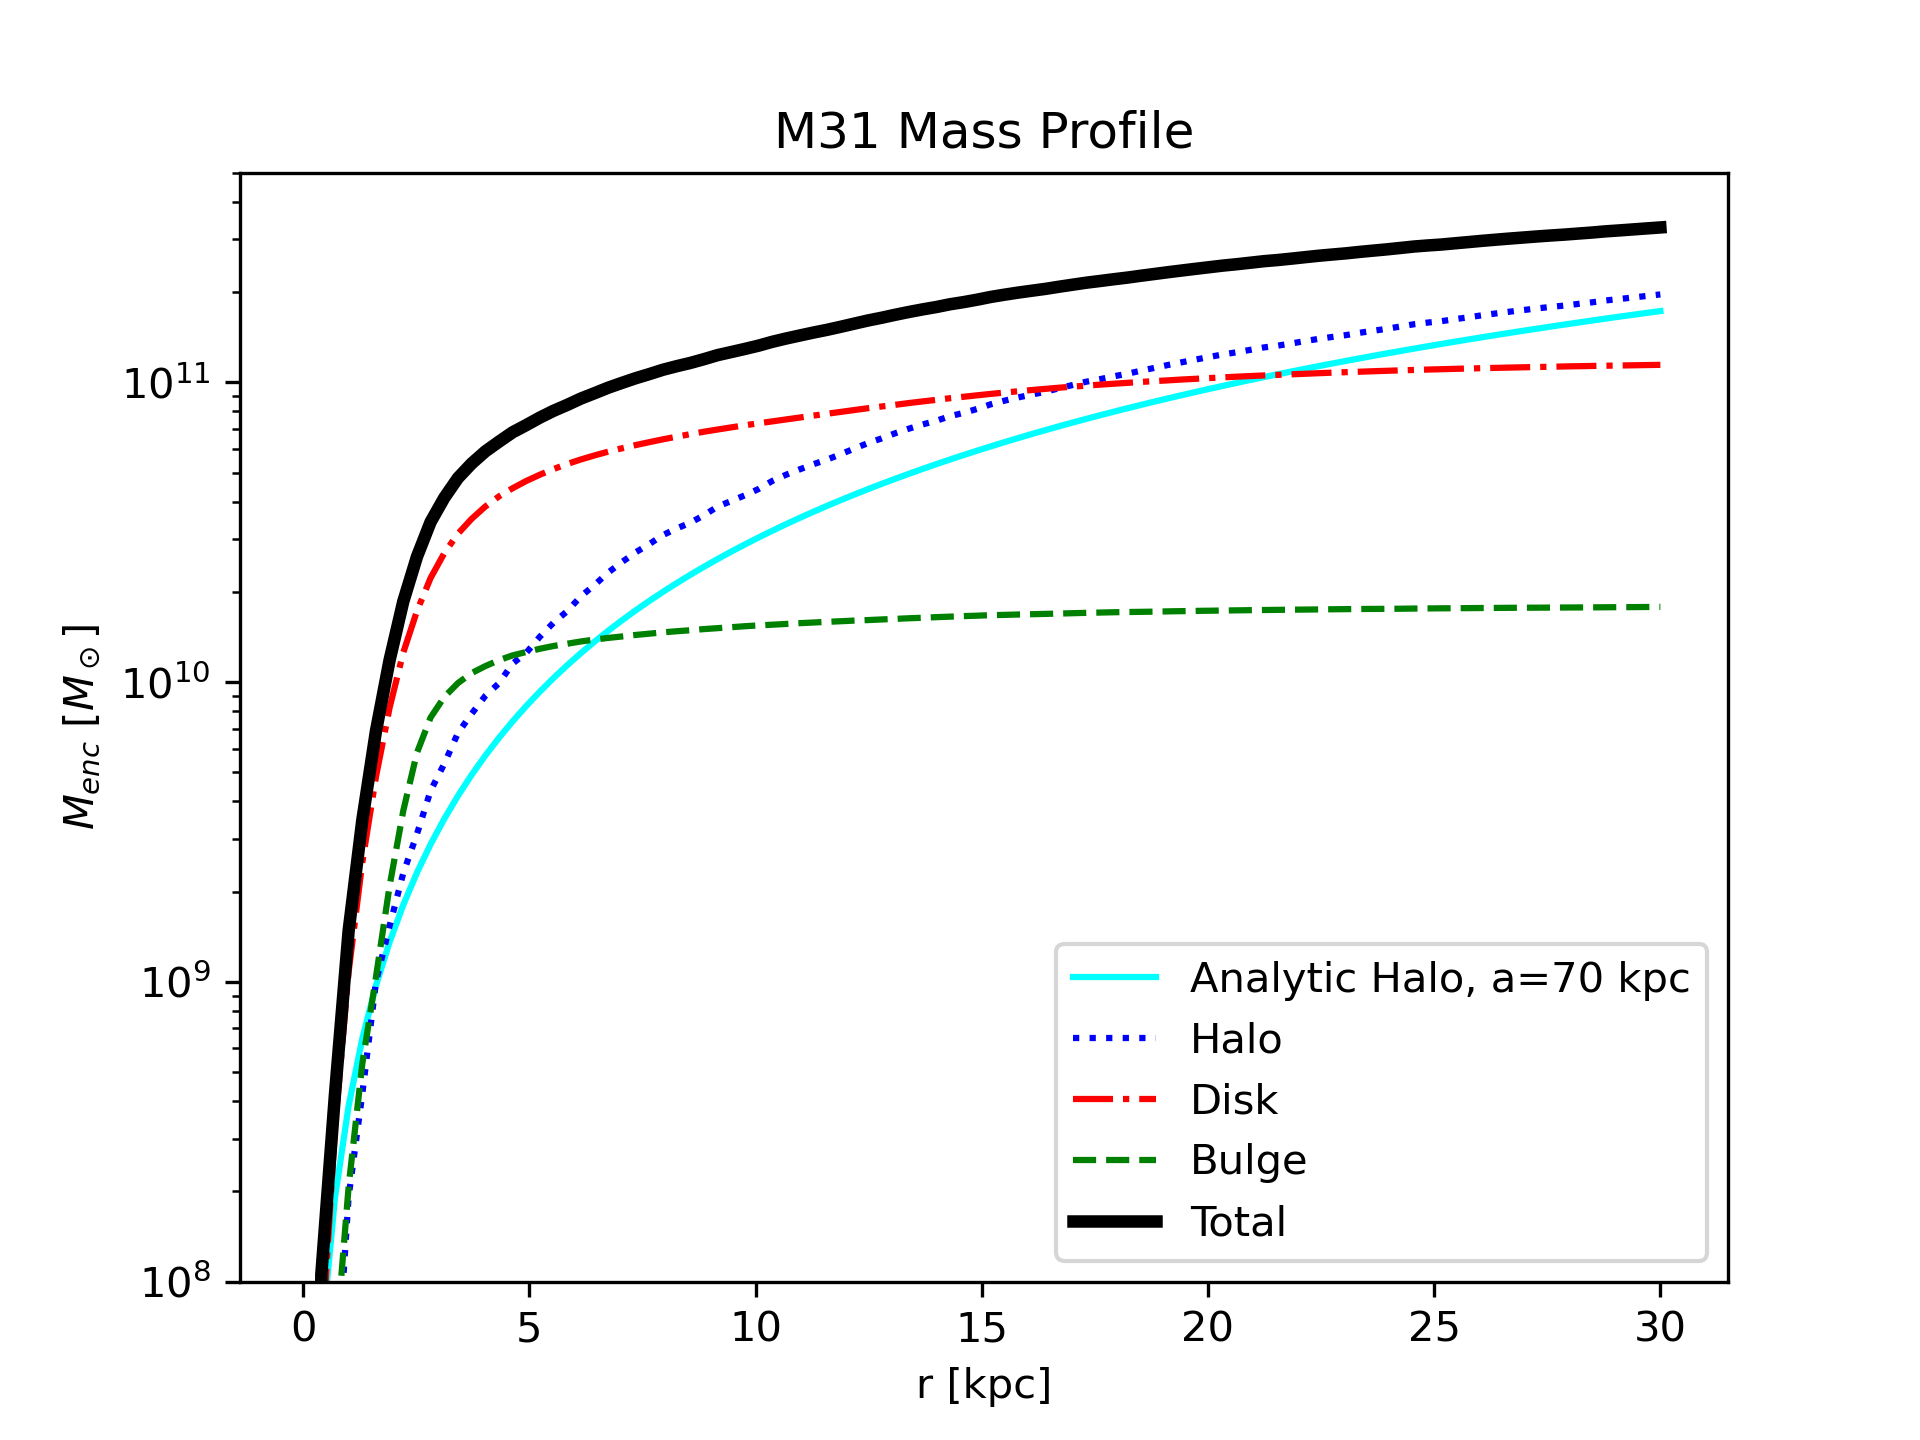 M31 Mass Profile
M_enc [M_⊙]
10^11
10^10
10^9
10^8
Analytic Halo, a=70 kpc
Halo
Disk
Bulge
Total
0 5 10 15 20 25 30
r [kpc]